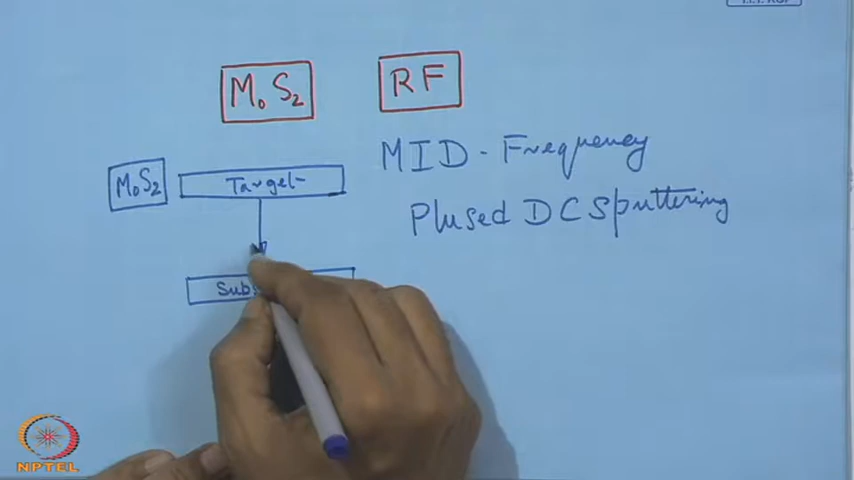 MoS2 RF
MID-Frequency
MoS2 Target
Plused DC Sputtering
Sub
NPTEL